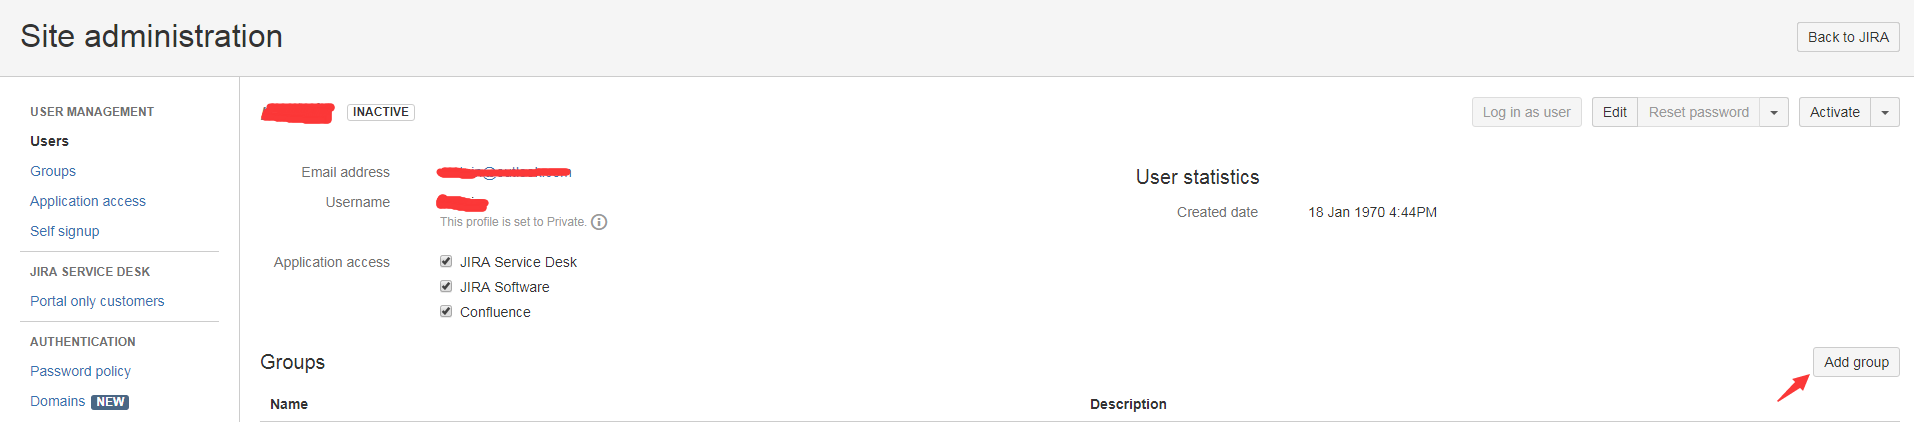 Site administration
Back to JIRA
USER MANAGEMENT
Users
Groups
Application access
Self signup
JIRA SERVICE DESK
Portal only customers
AUTHENTICATION
Password policy
Domains NEW
INACTIVE
Log in as user
Edit
Reset password
Activate
Email address
Username
This profile is set to Private.
Application access
JIRA Service Desk
JIRA Software
Confluence
User statistics
Created date 18 Jan 1970 4:44PM
Groups
Add group
Name Description